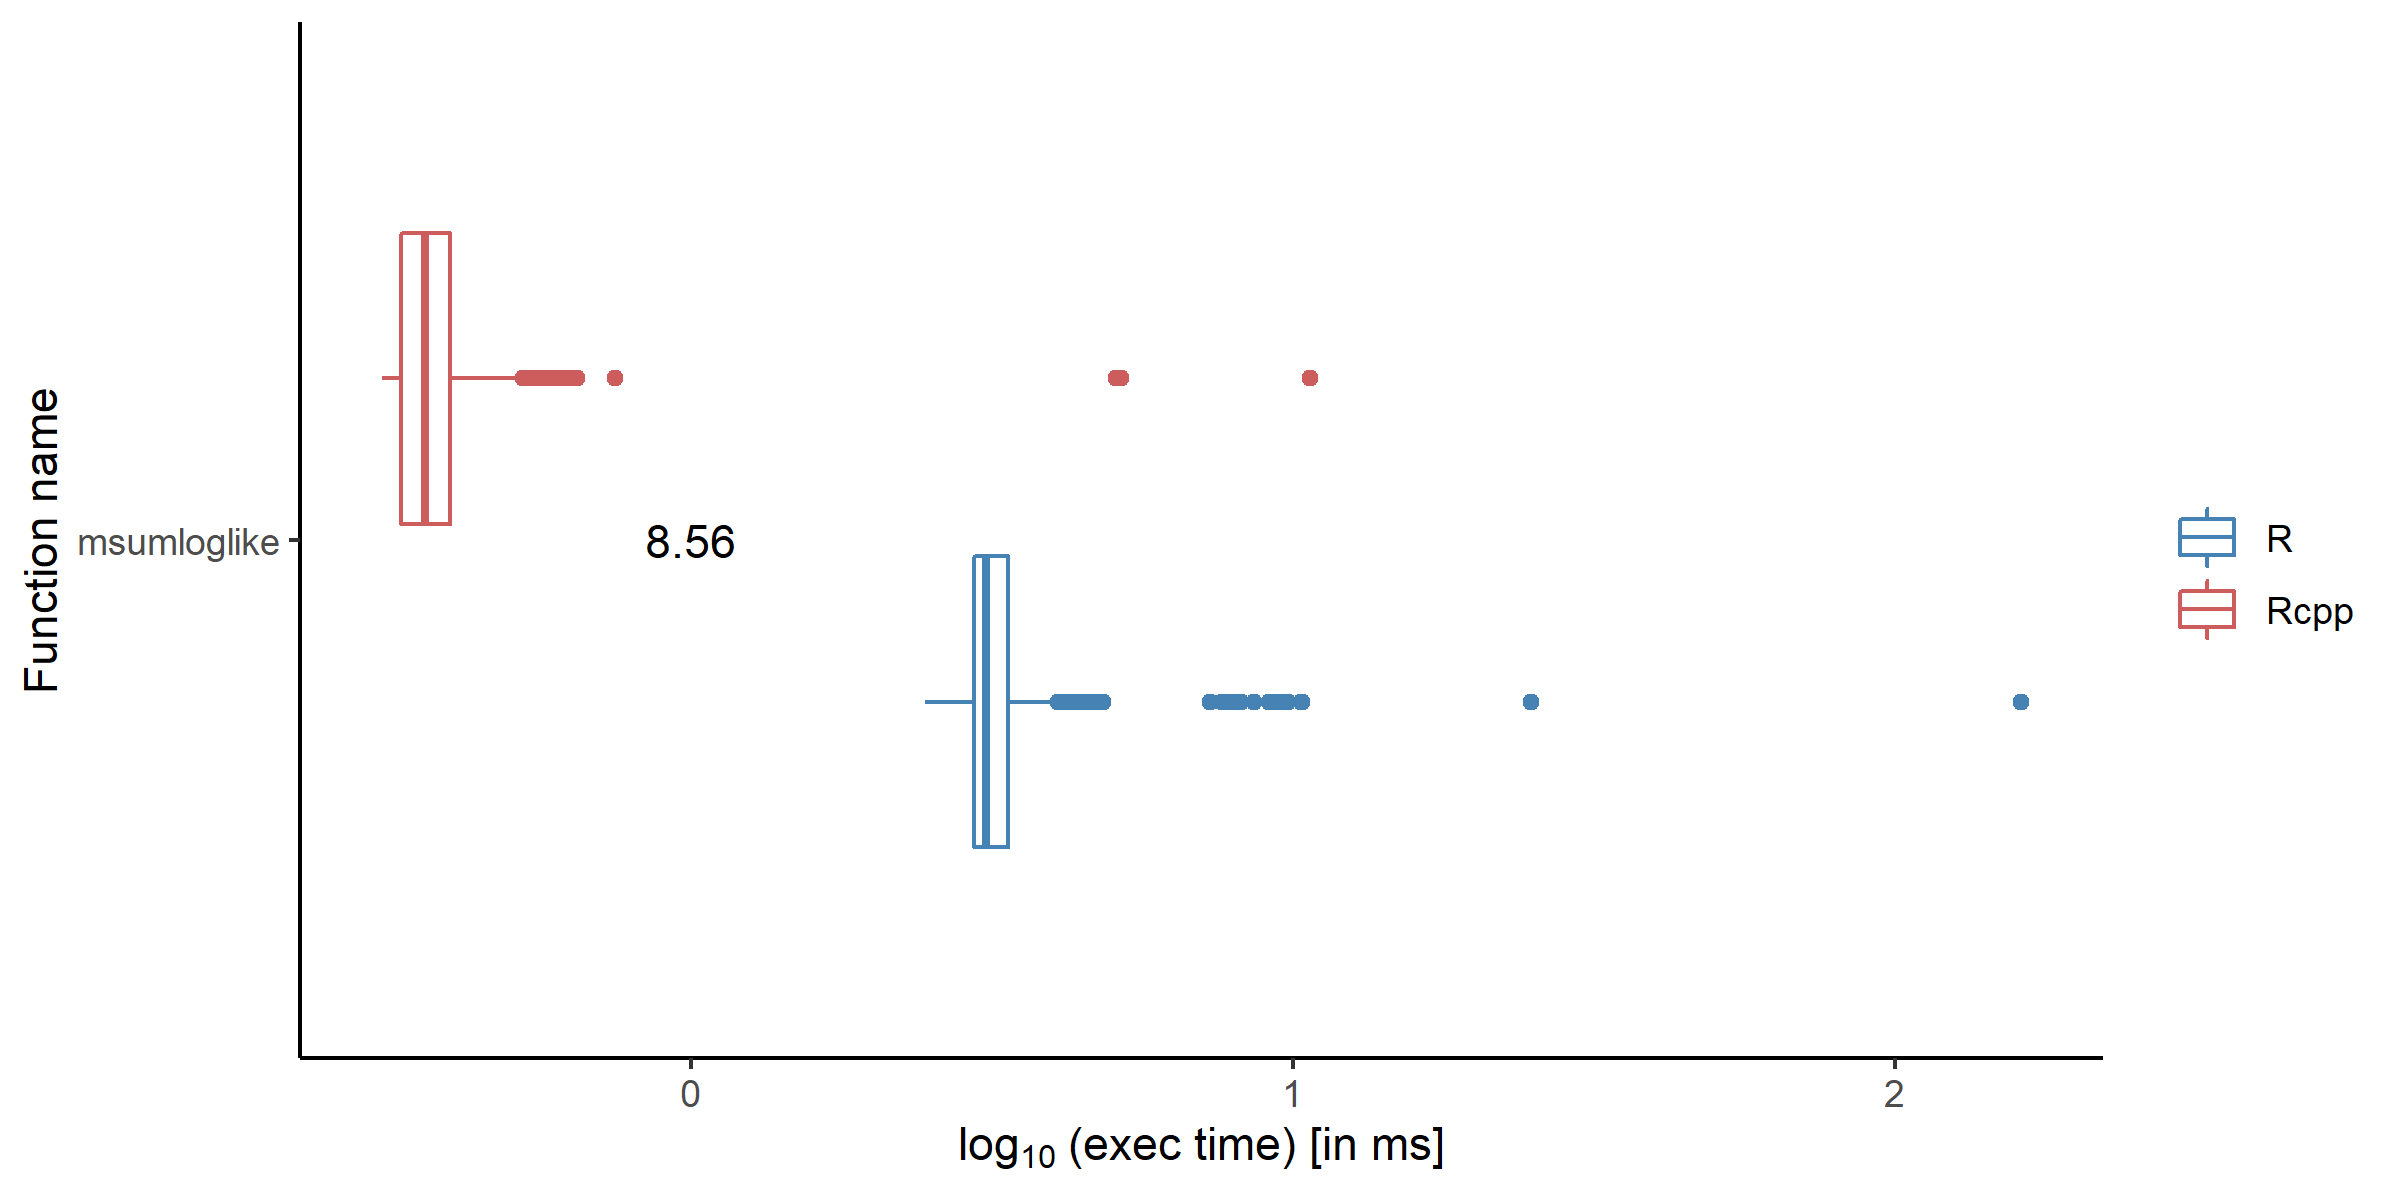 Function name
msumloglike
8.56
R
Rcpp
0 1 2
log₁₀ (exec time) [in ms]